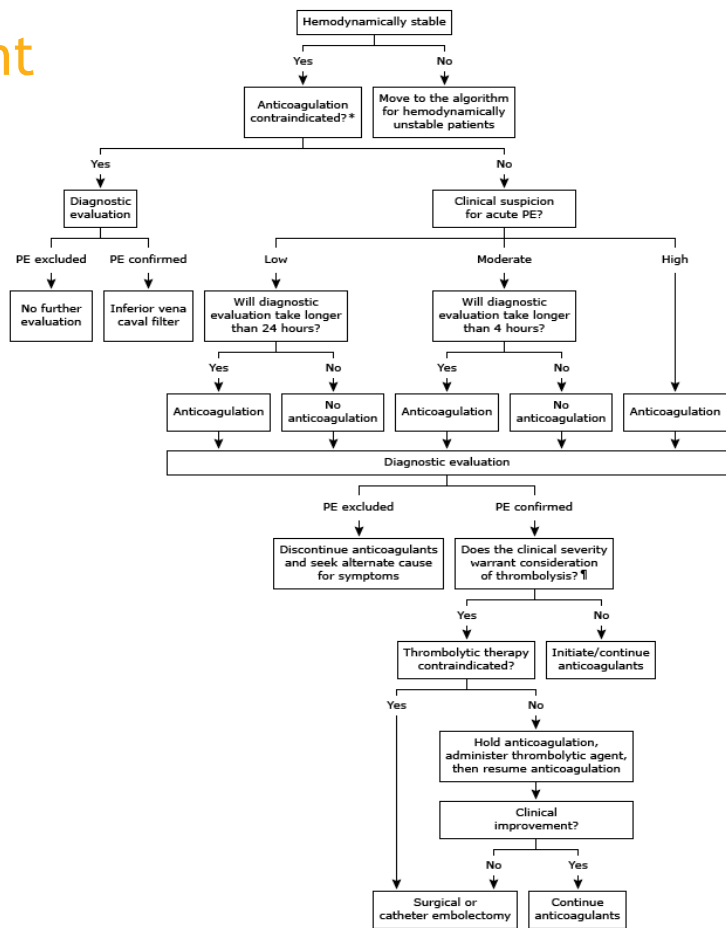 nt
Hemodynamically stable
Yes
No
Anticoagulation
contraindicated?*
Move to the algorithm
for hemodynamically
unstable patients
Yes
No
Diagnostic
evaluation
Clinical suspicion
for acute PE?
PE excluded
PE confirmed
Low
Moderate
High
No further
evaluation
Inferior vena
caval filter
Will diagnostic
evaluation take longer
than 24 hours?
Will diagnostic
evaluation take longer
than 4 hours?
Yes
No
Yes
No
Anticoagulation
No
anticoagulation
Anticoagulation
No
anticoagulation
Anticoagulation
Diagnostic evaluation
PE excluded
PE confirmed
Discontinue anticoagulants
and seek alternate cause
for symptoms
Does the clinical severity
warrant consideration
of thrombolysis?¶
Yes
No
Thrombolytic therapy
contraindicated?
Initiate/continue
anticoagulants
Yes
No
Hold anticoagulation,
administer thrombolytic agent,
then resume anticoagulation
Clinical
improvement?
No
Yes
Surgical or
catheter embolectomy
Continue
anticoagulants